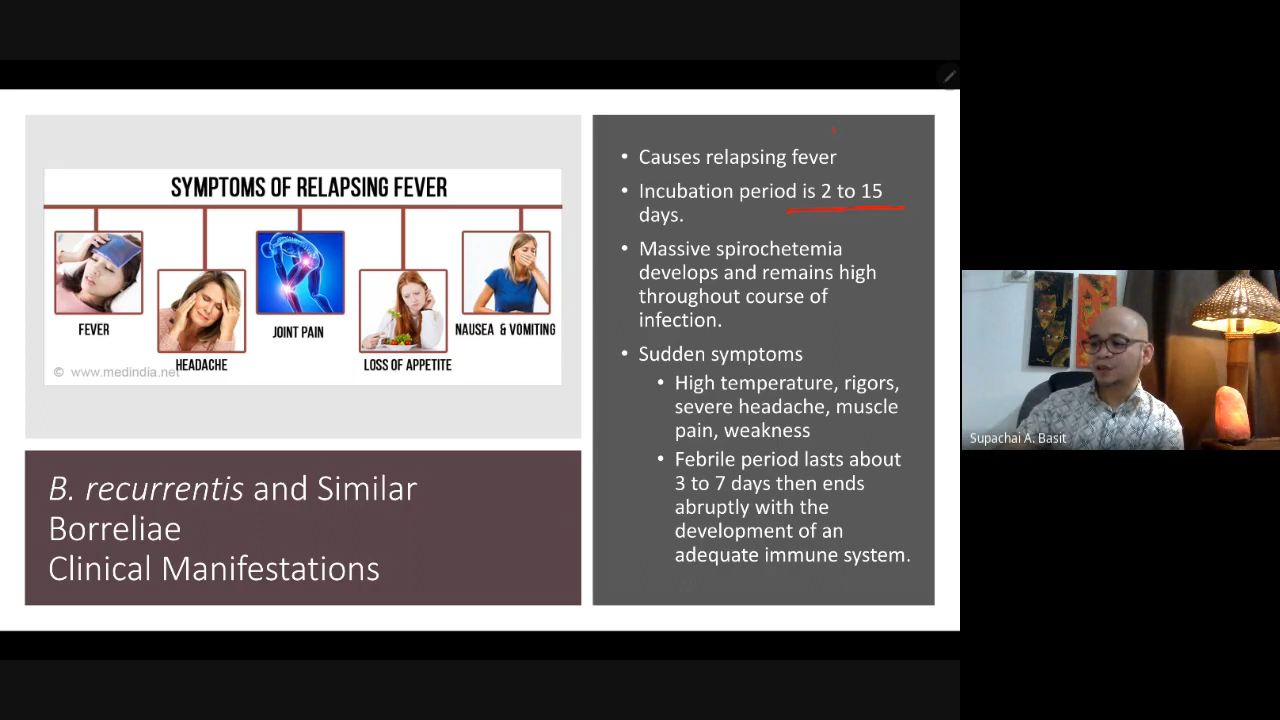 SYMPTOMS OF RELAPSING FEVER
FEVER
HEADACHE
JOINT PAIN
LOSS OF APPETITE
NAUSEA & VOMITING
© www.medindia.net
B. recurrentis and Similar
Borreliae
Clinical Manifestations
• Causes relapsing fever
• Incubation period is 2 to 15
days.
• Massive spirochetemia
develops and remains high
throughout course of
infection.
• Sudden symptoms
• High temperature, rigors,
severe headache, muscle
pain, weakness
• Febrile period lasts about
3 to 7 days then ends
abruptly with the
development of an
adequate immune system.
Supachai A. Basit